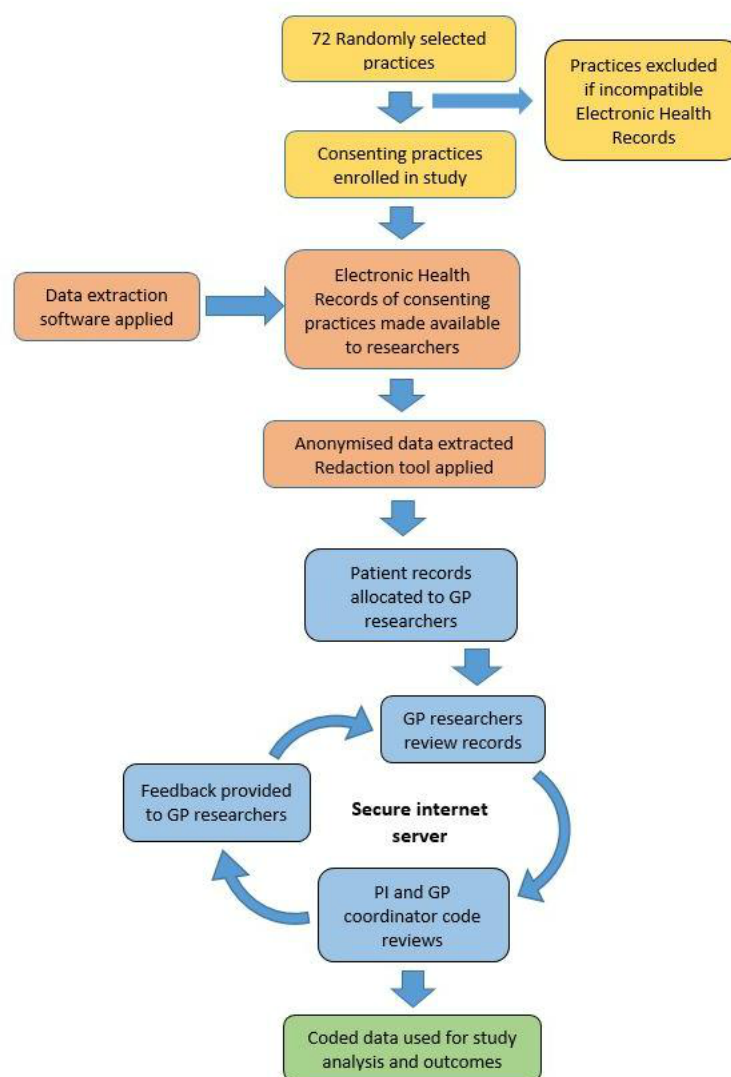 72 Randomly selected
practices
Practices excluded
if incompatible
Electronic Health
Records
Consenting practices
enrolled in study
Data extraction
software applied
Electronic Health
Records of consenting
practices made available
to researchers
Anonymised data extracted
Redaction tool applied
Patient records
allocated to GP
researchers
GP researchers
review records
Feedback provided
to GP researchers
Secure internet
server
PI and GP
coordinator code
reviews
Coded data used for study
analysis and outcomes